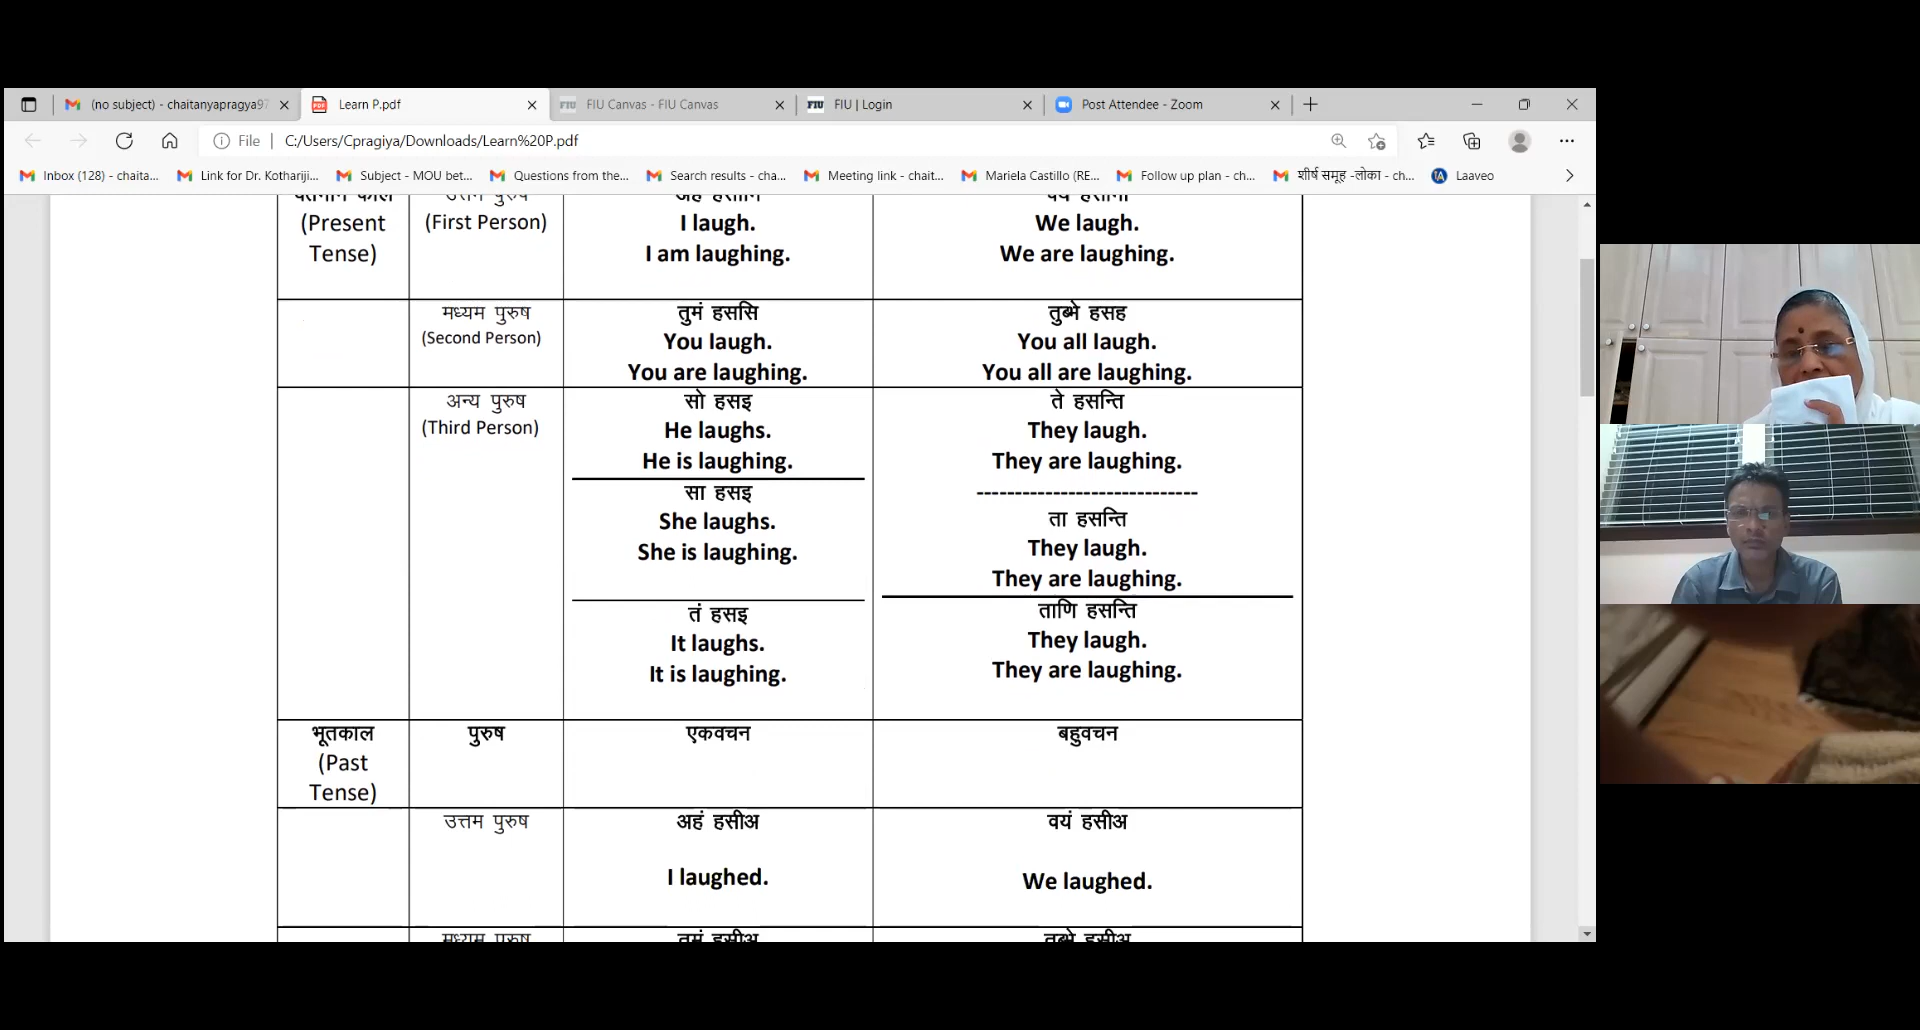 (no subject) - chaitanyapragya97
Learn P.pdf
FIU Canvas - FIU Canvas
FIU | Login
Post Attendee - Zoom
File
C:/Users/Cpragiya/Downloads/Learn%20P.pdf
Inbox (128) - chaita...
Link for Dr. Kothariji...
Subject - MOU bet...
Questions from the...
Search results - cha...
Meeting link - chait...
Mariela Castillo (RE...
Follow up plan - ch...
शीर्ष समूह -लोका - ch...
Laaveo
(Present
Tense)
(First Person)
I laugh.
I am laughing.
We laugh.
We are laughing.
मध्यम पुरुष
(Second Person)
तुमं हससि
You laugh.
You are laughing.
तुब्भे हसह
You all laugh.
You all are laughing.
अन्य पुरुष
(Third Person)
सो हसइ
He laughs.
He is laughing.
सा हसइ
She laughs.
She is laughing.
तं हसइ
It laughs.
It is laughing.
ते हसन्ति
They laugh.
They are laughing.
-----------------------------
ता हसन्ति
They laugh.
They are laughing.
ताणि हसन्ति
They laugh.
They are laughing.
भूतकाल
(Past
Tense)
पुरुष
एकवचन
बहुवचन
उत्तम पुरुष
अहं हसीअ
I laughed.
वयं हसीअ
We laughed.